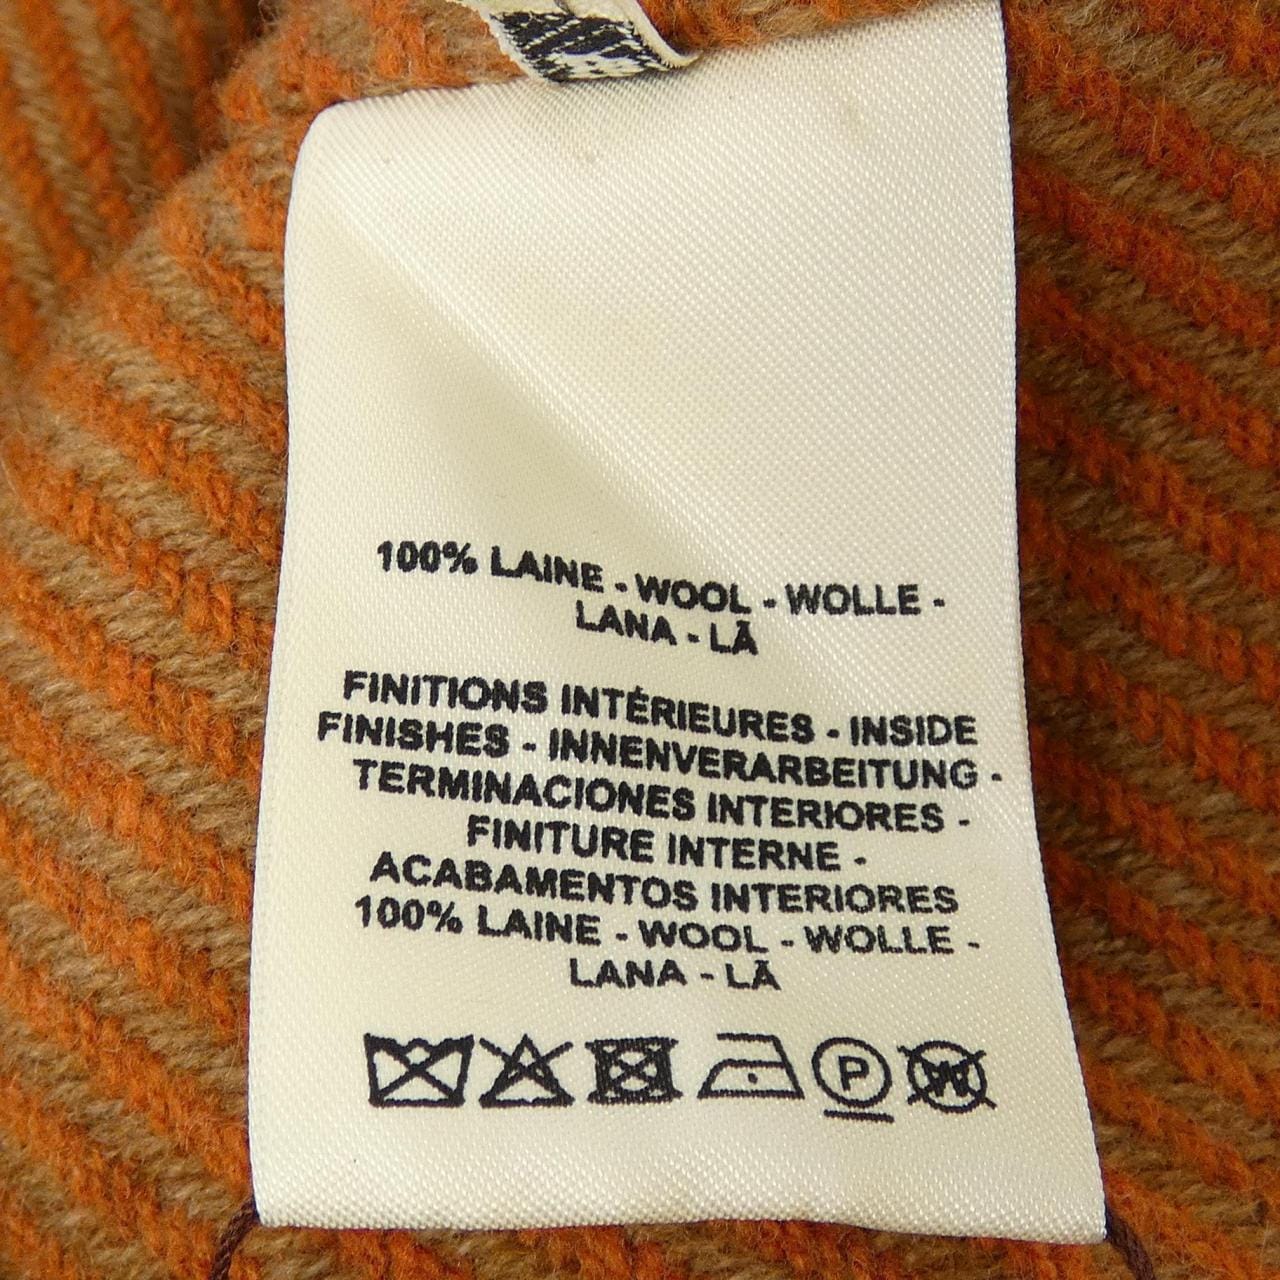 100% LAINE - WOOL - WOLLE -
LANA - LÃ
FINITIONS INTÉRIEURES - INSIDE
FINISHES - INNENVERARBEITUNG -
TERMINACIONES INTERIORES -
FINITURE INTERNE -
ACABAMENTOS INTERIORES
100% LAINE - WOOL - WOLLE -
LANA - LÃ
P W